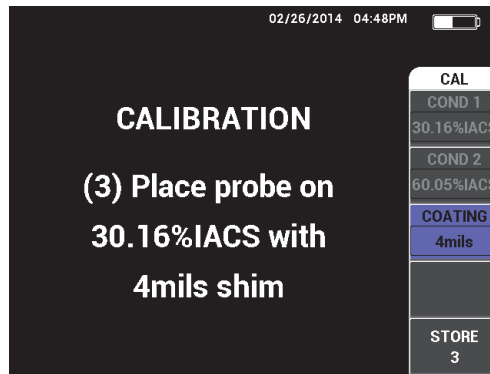 02/26/2014 04:48PM
CALIBRATION
(3) Place probe on
30.16%IACS with
4mils shim
CAL
COND 1
30.16%IACS
COND 2
60.05%IACS
COATING
4mils
STORE
3